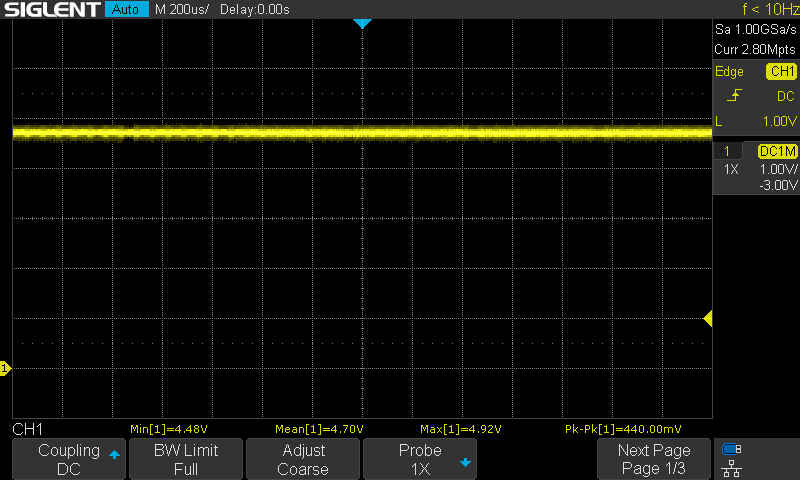 SIGLENT Auto M 200us/ Delay:0.00s f < 10Hz
Sa 1.00GSa/s
Curr 2.80Mpts
Edge CH1
DC
L 1.00V
1 DC1M
1X 1.00V/
-3.00V
1
CH1 Min[1]=4.48V Mean[1]=4.70V Max[1]=4.92V Pk-Pk[1]=440.00mV
Coupling BW Limit Adjust Probe Next Page
DC Full Coarse 1X Page 1/3